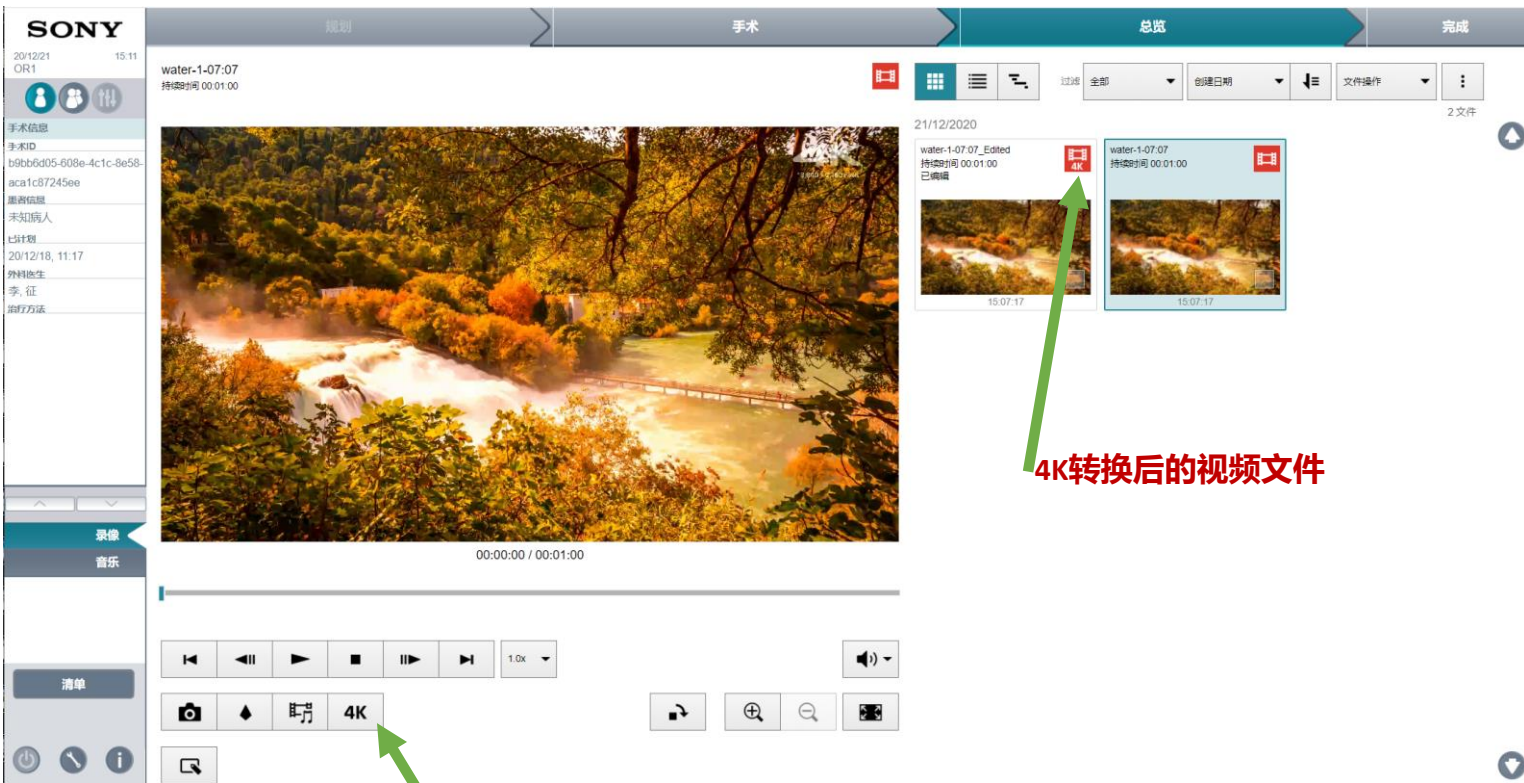 SONY
规划
手术
总览
完成
20/12/21 15:11
OR1
手术信息
手术ID
b9bb6d05-608e-4c1c-8e58-
aca1c87245ee
患者信息
未知病人
已计划
20/12/18, 11:17
外科医生
李, 征
治疗方法
录像
音乐
清单
water-1-07:07
持续时间 00:01:00
4K
00:00:00 / 00:01:00
1.0x
4K
过滤 全部 创建日期 文件操作
2 文件
21/12/2020
water-1-07:07_Edited
持续时间 00:01:00
已编辑
4K
15:07:17
water-1-07:07
持续时间 00:01:00
15:07:17
4K转换后的视频文件